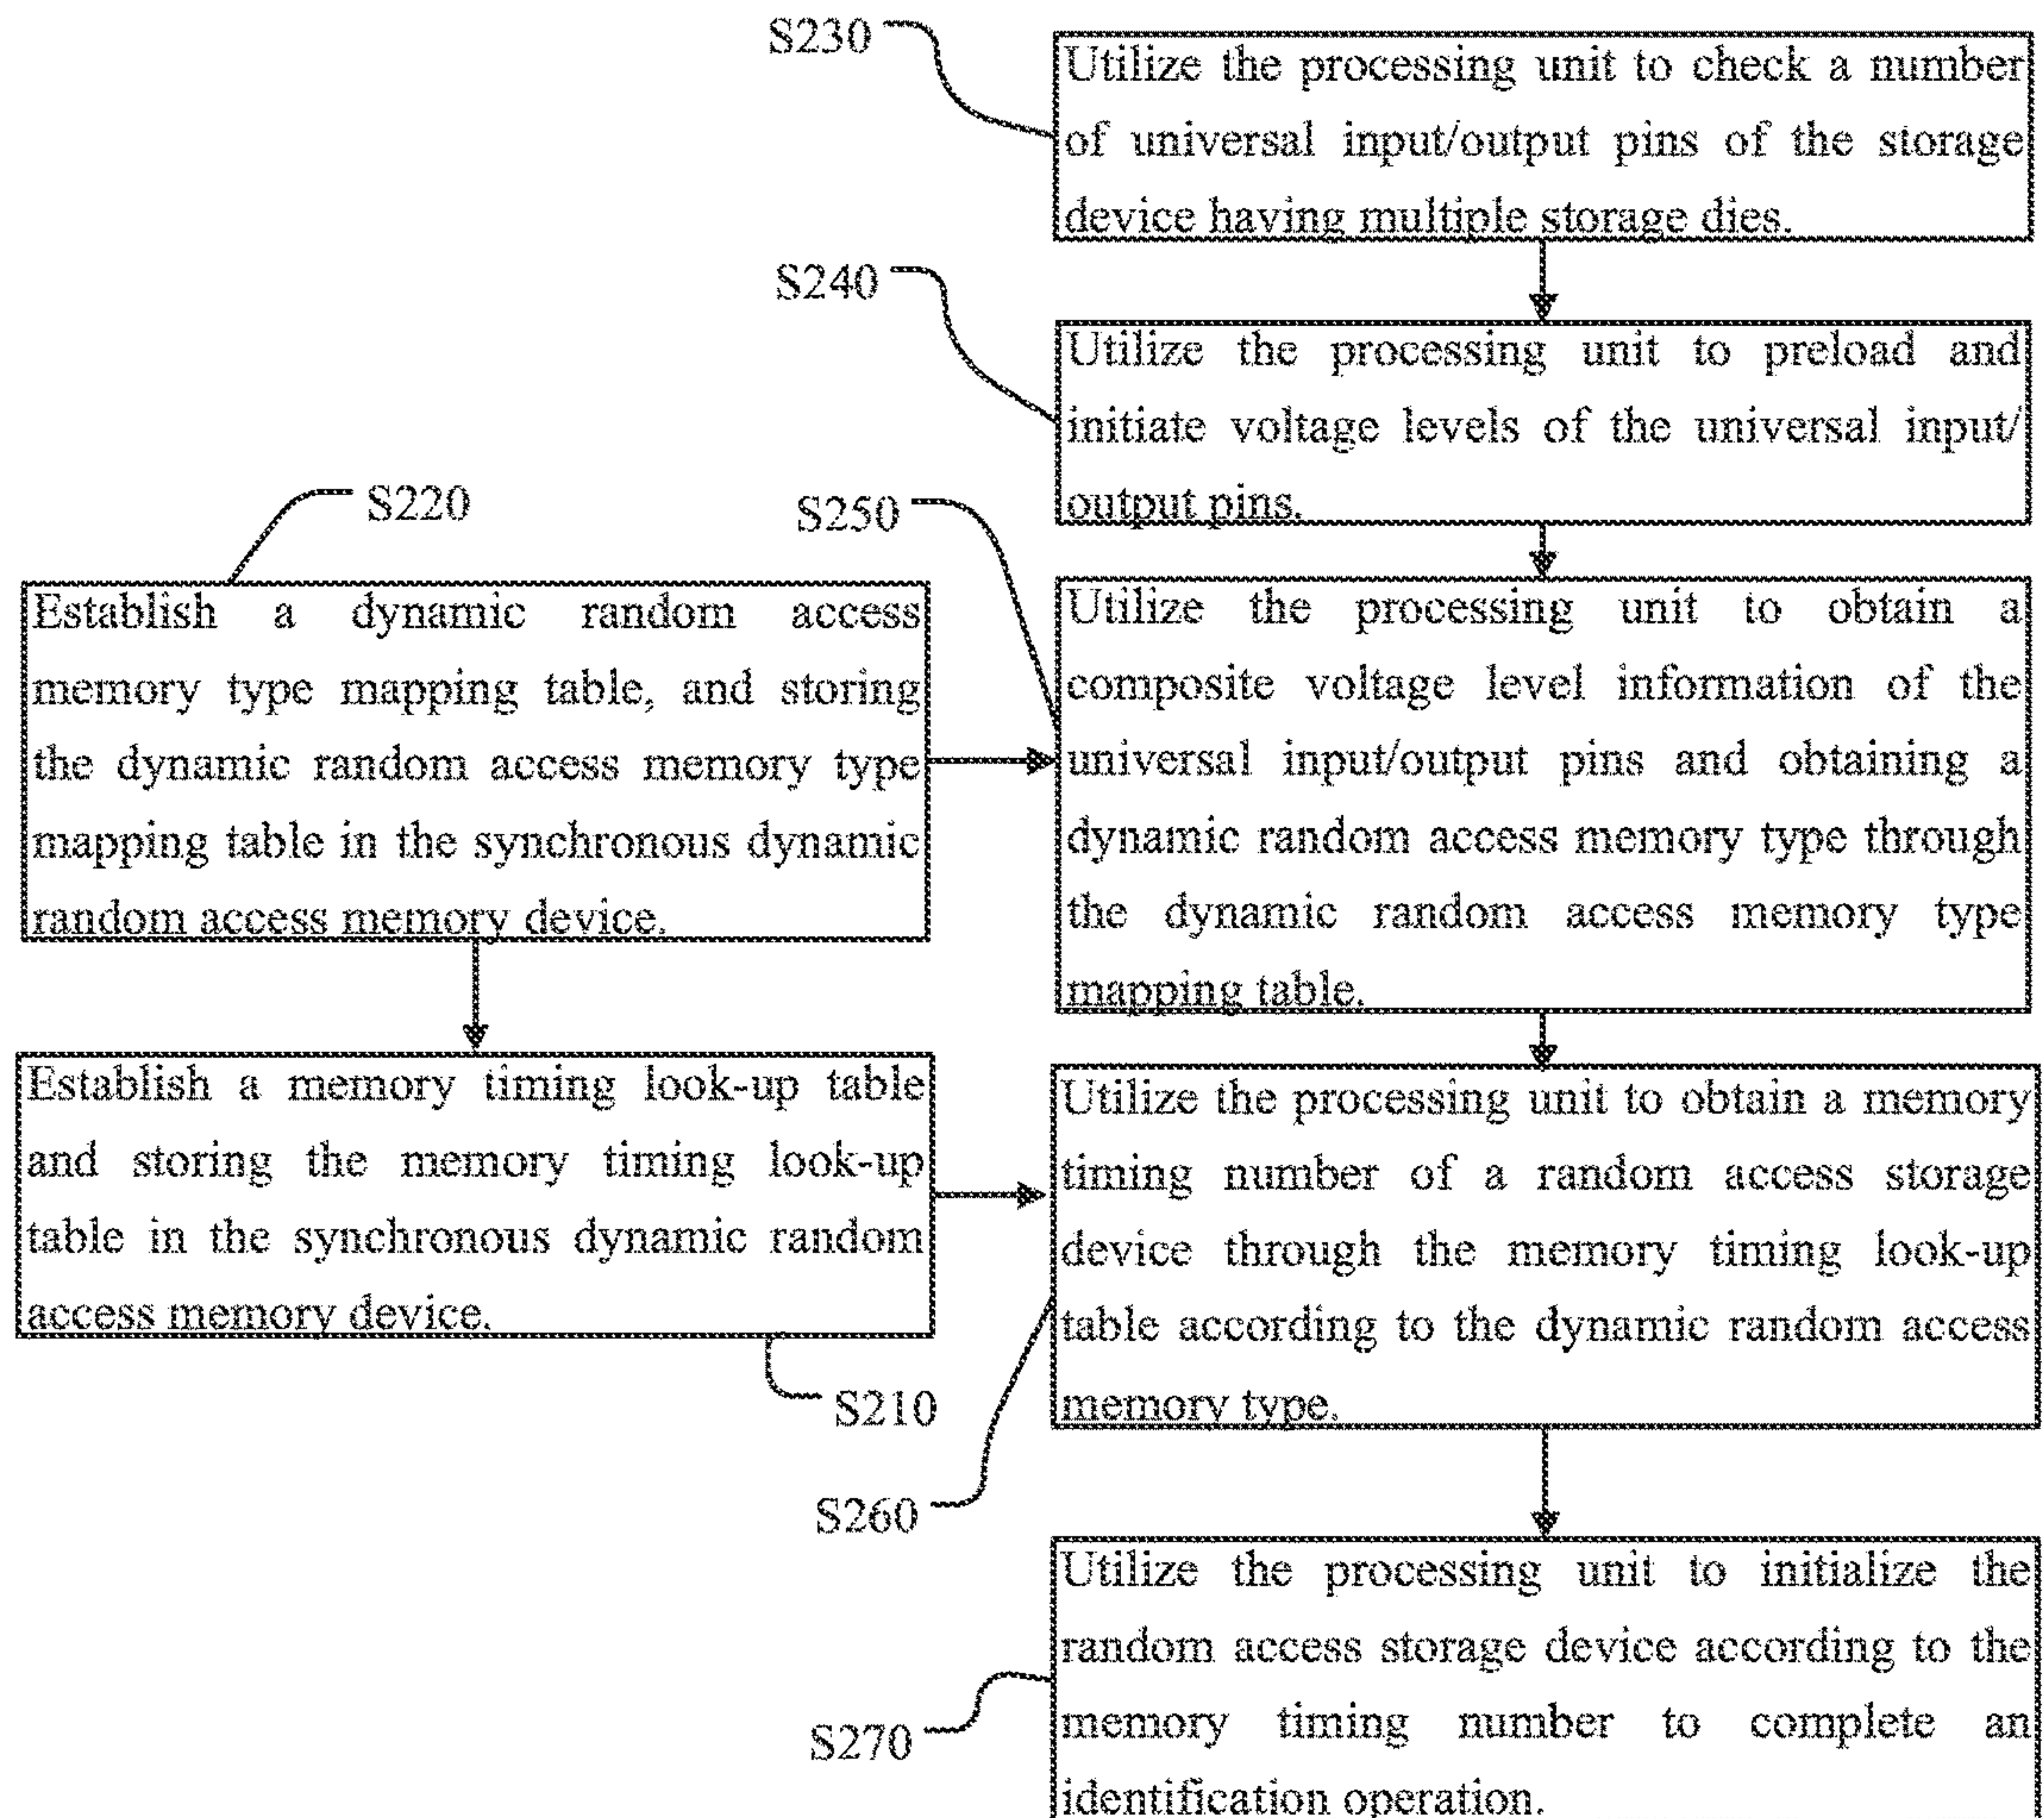 S230
Utilize the processing unit to check a number
of universal input/output pins of the storage
device having multiple storage dies.
S240
Utilize the processing unit to preload and
initiate voltage levels of the universal input/
output pins.
S220
Establish a dynamic random access
memory type mapping table, and storing
the dynamic random access memory type
mapping table in the synchronous dynamic
random access memory device.
S250
Utilize the processing unit to obtain a
composite voltage level information of the
universal input/output pins and obtaining a
dynamic random access memory type through
the dynamic random access memory type
mapping table.
Establish a memory timing look-up table
and storing the memory timing look-up
table in the synchronous dynamic random
access memory device.
S210
Utilize the processing unit to obtain a memory
timing number of a random access storage
device through the memory timing look-up
table according to the dynamic random access
memory type.
S260
Utilize the processing unit to initialize the
random access storage device according to the
memory timing number to complete an
identification operation.
S270